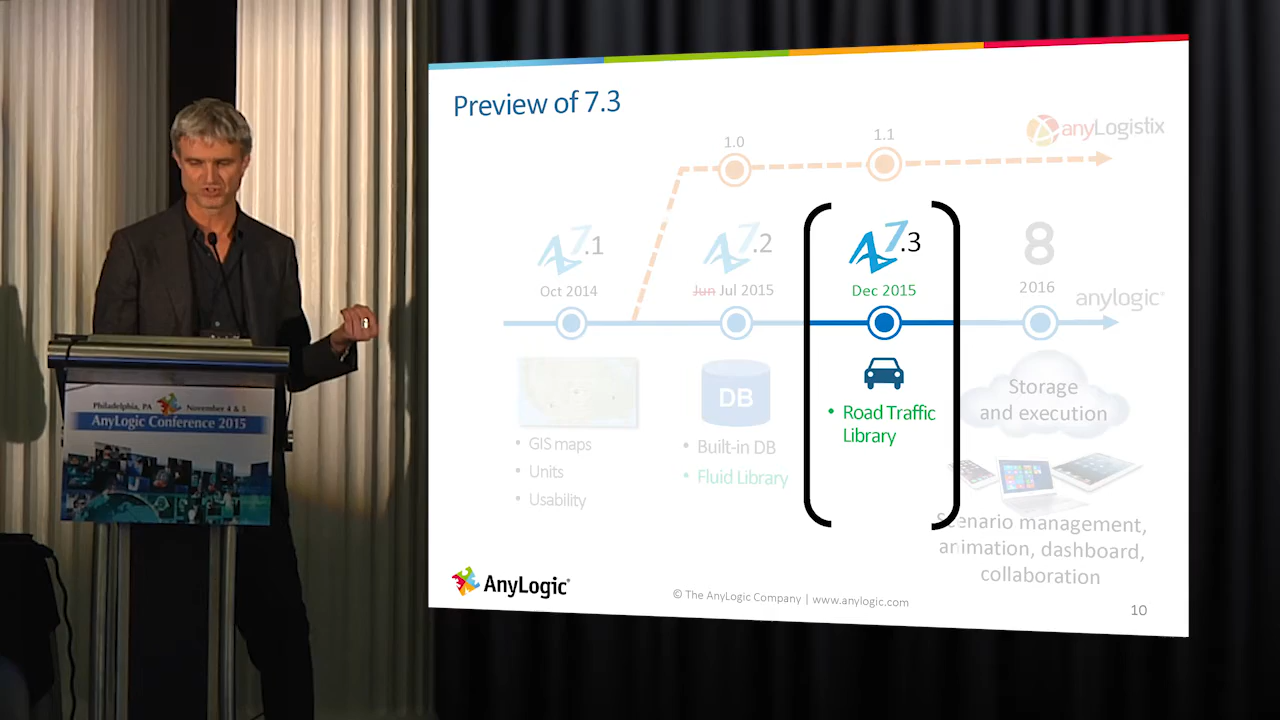 Preview of 7.3
1.0
1.1
anyLogistix
7.1
7.2
7.3
8
Oct 2014
Jun Jul 2015
Dec 2015
2016
anylogic®
DB
Storage
and execution
• GIS maps
• Units
• Usability
• Built-in DB
• Fluid Library
• Road Traffic
Library
Scenario management,
animation, dashboard,
collaboration
AnyLogic®
© The AnyLogic Company | www.anylogic.com
10
Philadelphia, PA November 4 & 5
AnyLogic Conference 2015